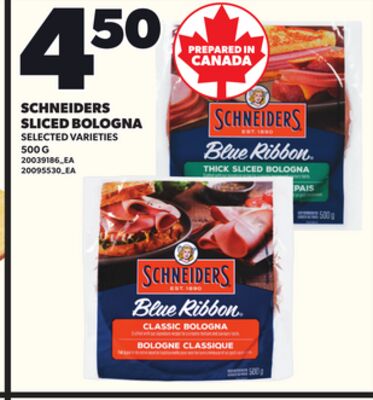 4.50
SCHNEIDERS
SLICED BOLOGNA
SELECTED VARIETIES
500 G
20039186_EA
20095530_EA
PREPARED IN
CANADA
SCHNEIDERS
EST. 1890
Blue Ribbon
THICK SLICED BOLOGNA
EPAIS
500 g
SCHNEIDERS
EST. 1890
Blue Ribbon
CLASSIC BOLOGNA
BOLOGNE CLASSIQUE
500 g